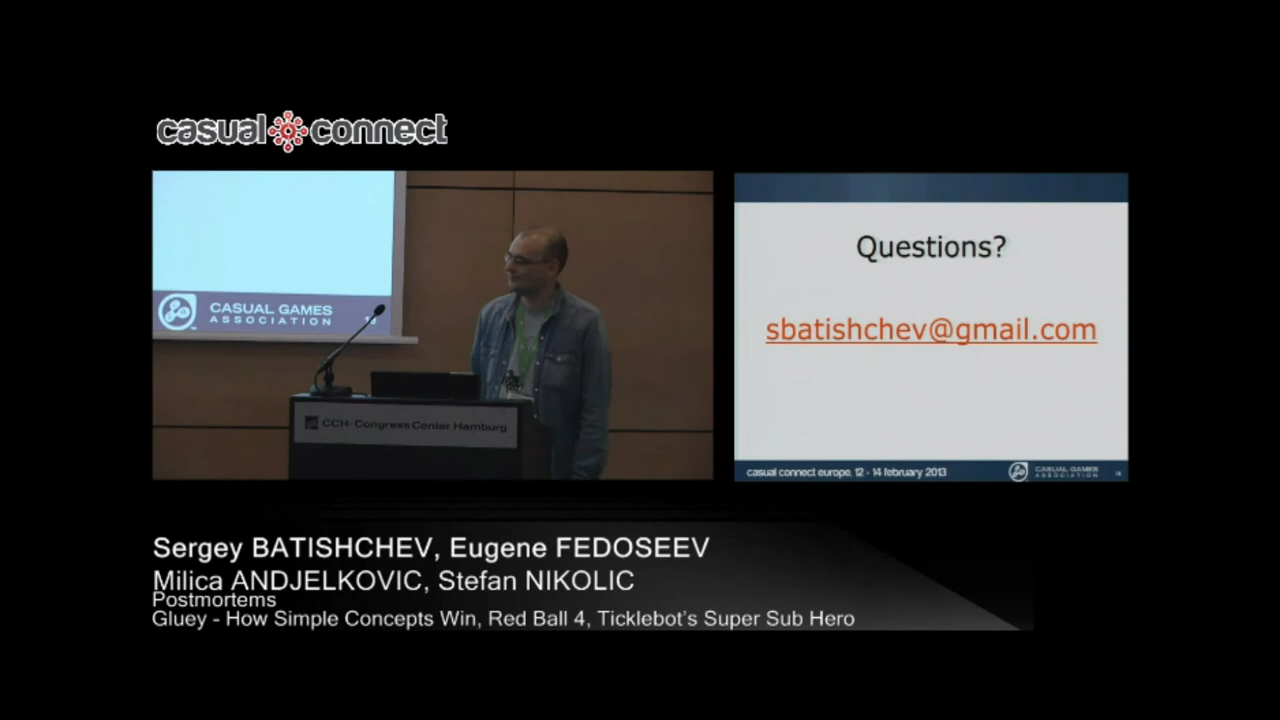 casual connect
CASUAL GAMES
ASSOCIATION
CCH-Congress Center Hamburg
Questions?
sbatishchev@gmail.com
casual connect europe, 12 - 14 february 2013
CASUAL GAMES
ASSOCIATION
Sergey BATISHCHEV, Eugene FEDOSEEV
Milica ANDJELKOVIC, Stefan NIKOLIC
Postmortems
Gluey - How Simple Concepts Win, Red Ball 4, Ticklebot's Super Sub Hero